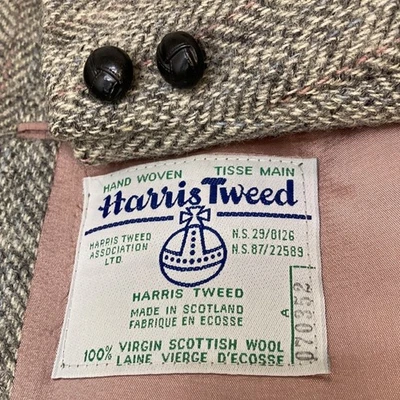 HAND WOVEN TISSE MAIN
Harris Tweed
HARRIS TWEED
ASSOCIATION
LTD.
N.S. 29/8126
N.S. 87/22589
HARRIS TWEED
MADE IN SCOTLAND
FABRIQUE EN ECOSSE
100% VIRGIN SCOTTISH WOOL
LAINE VIERGE D'ECOSSE
A 070352